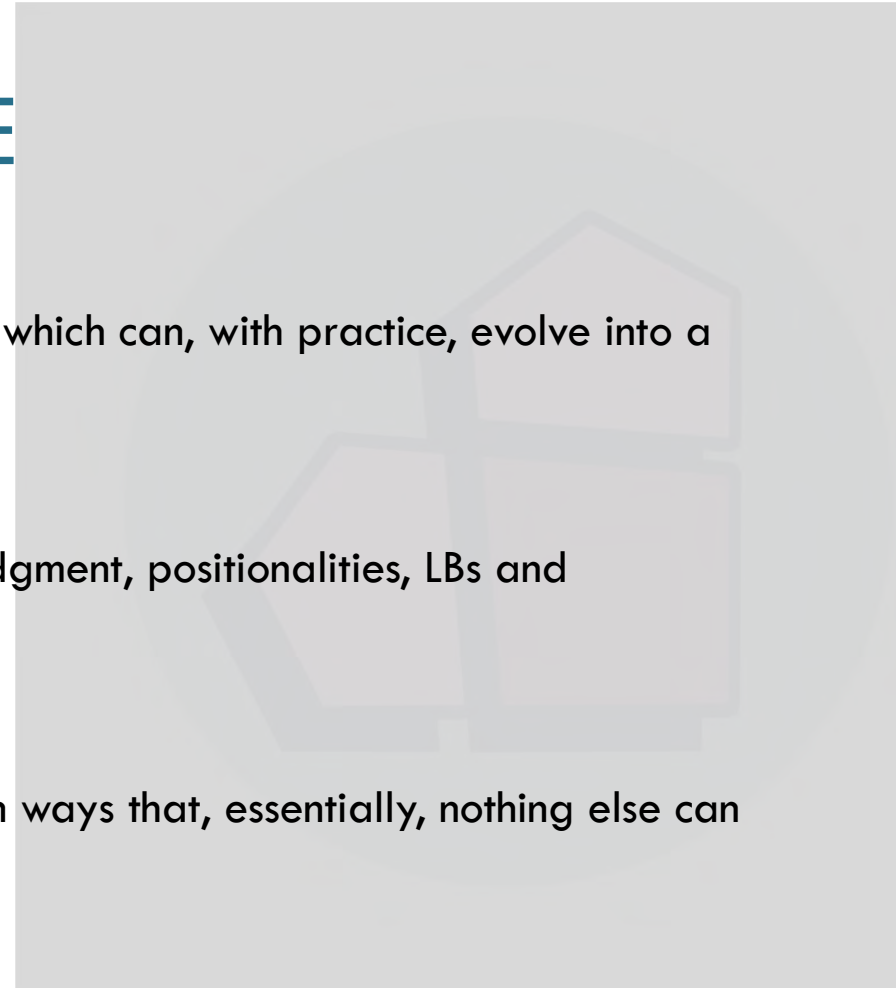 E
which can, with practice, evolve into a
dgment, positionalities, LBs and
ways that, essentially, nothing else can